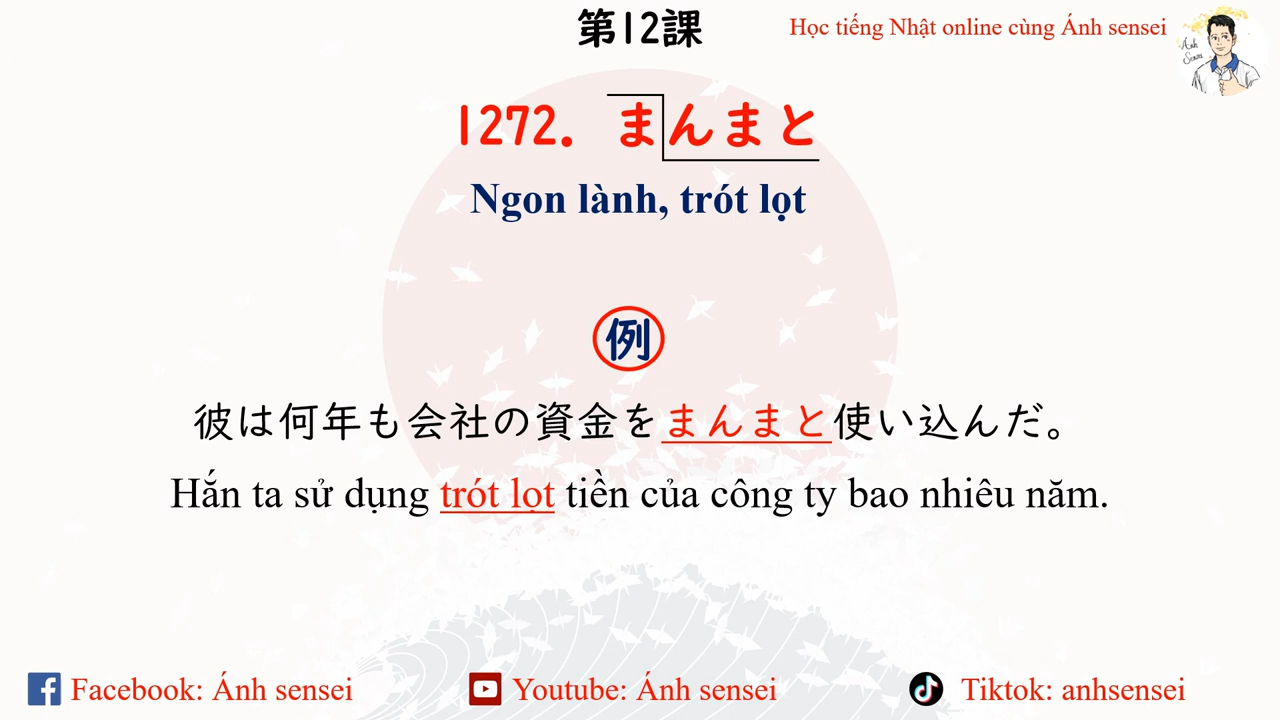 第12課
Học tiếng Nhật online cùng Ánh sensei
Ánh
Sensei
1272. まんまと
Ngon lành, trót lọt
例
彼は何年も会社の資金をまんまと使い込んだ。
Hắn ta sử dụng trót lọt tiền của công ty bao nhiêu năm.
Facebook: Ánh sensei
Youtube: Ánh sensei
Tiktok: anhsensei